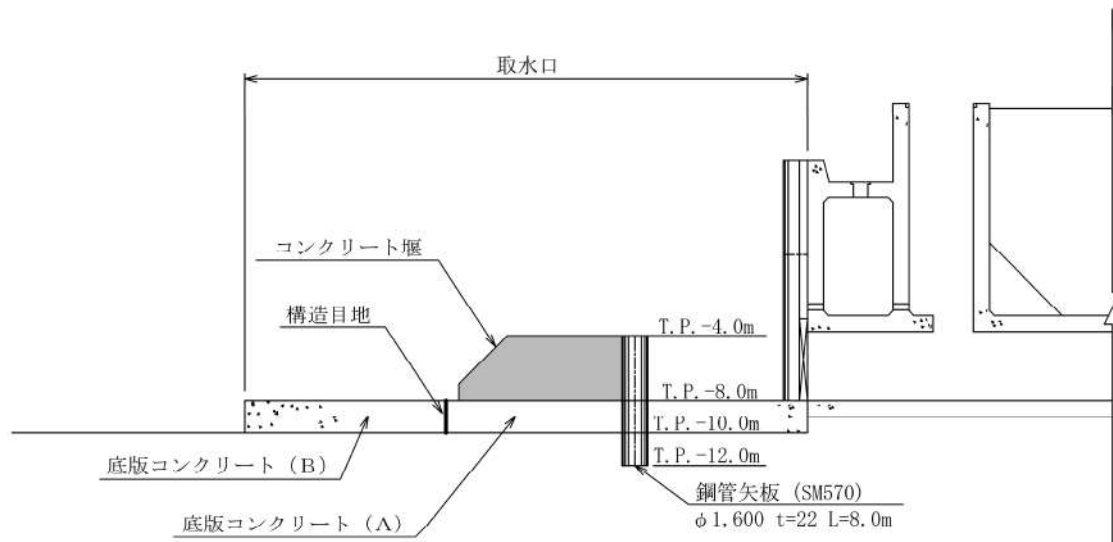 取水口
コンクリート堰
構造目地
T.P.-4.0m
T.P.-8.0m
T.P.-10.0m
T.P.-12.0m
底版コンクリート（B）
鋼管矢板 (SM570)
φ1,600 t=22 L=8.0m
底版コンクリート（A）